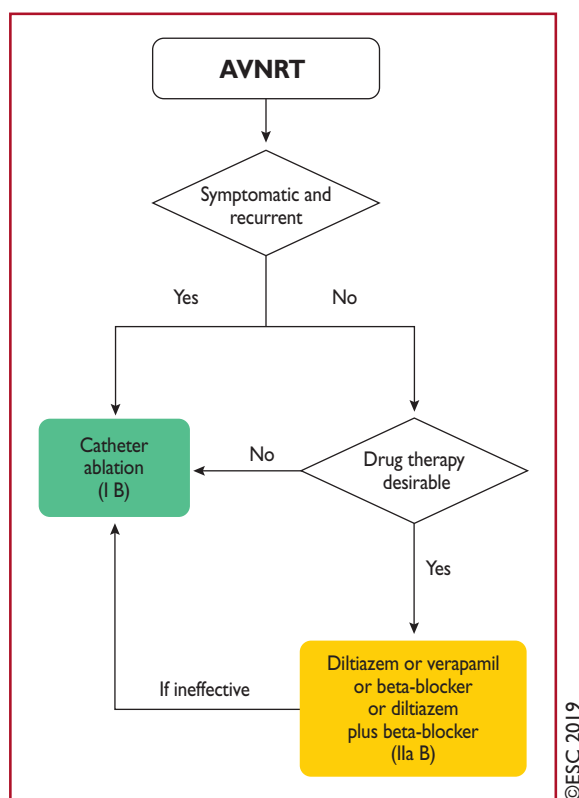 AVNRT
Symptomatic and
recurrent
Yes
No
Catheter
ablation
(I B)
No
Drug therapy
desirable
Yes
If ineffective
Diltiazem or verapamil
or beta-blocker
or diltiazem
plus beta-blocker
(IIa B)
©ESC 2019